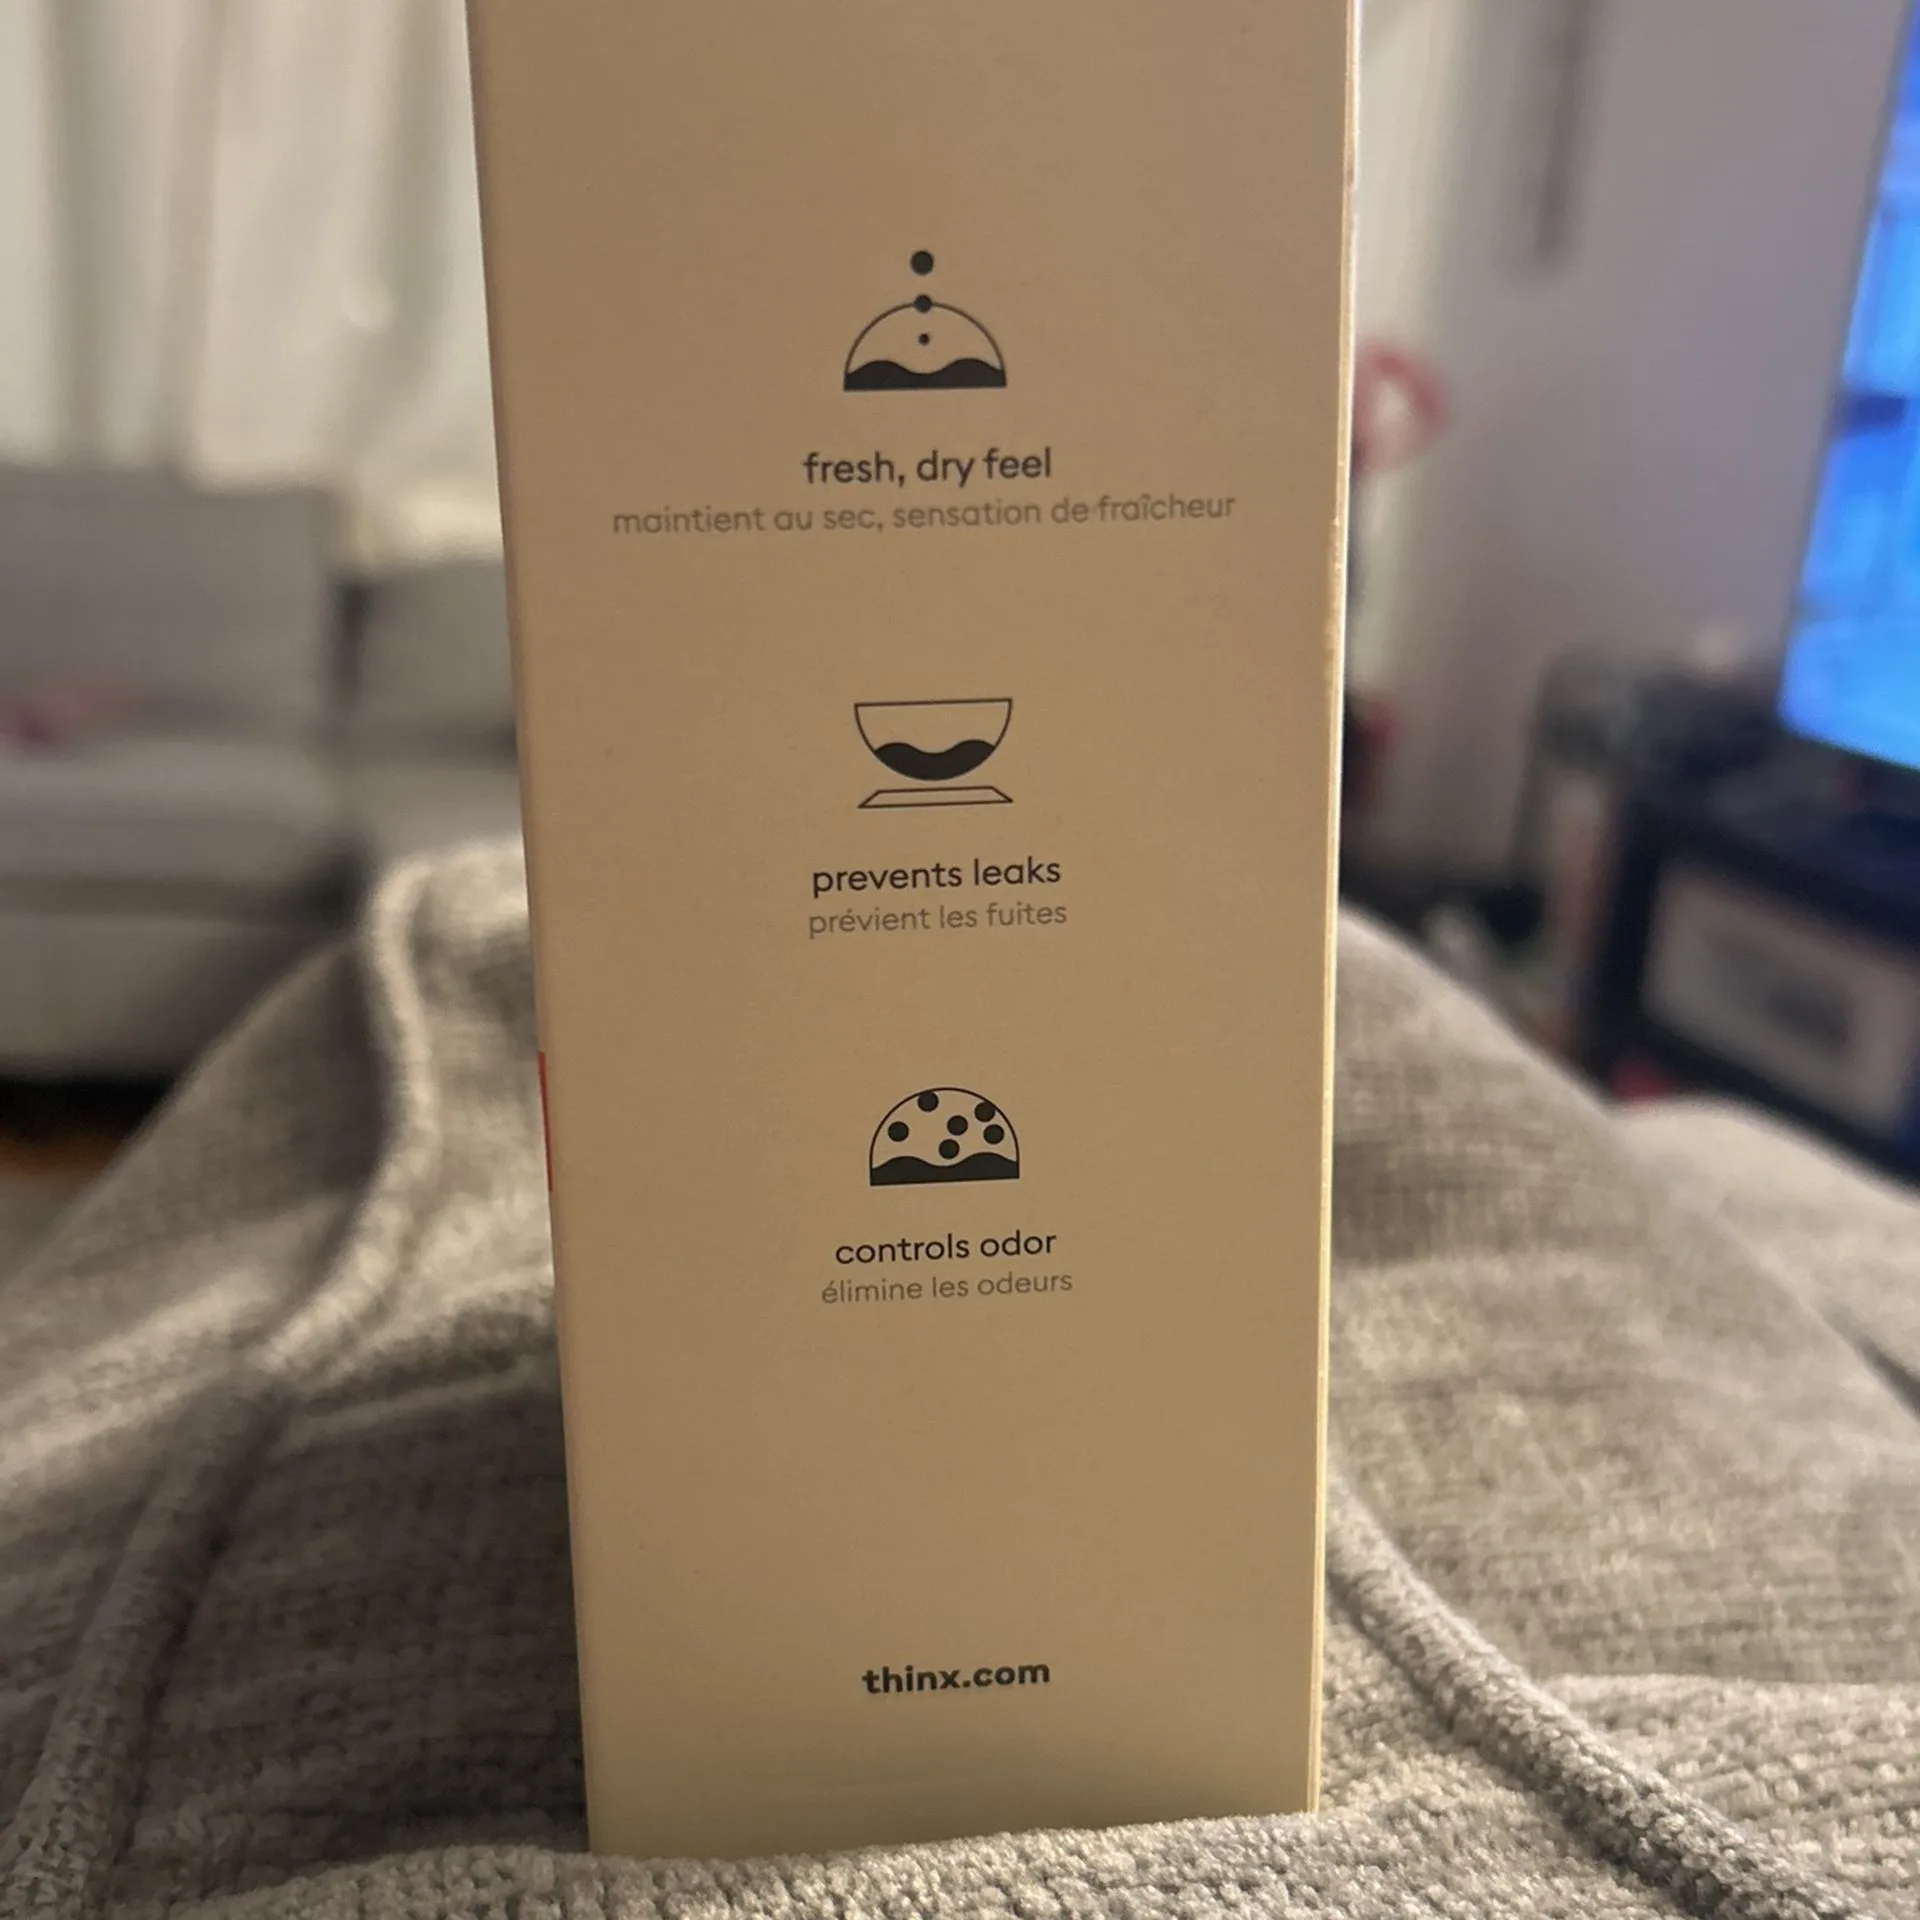 fresh, dry feel
maintient au sec, sensation de fraîcheur
prevents leaks
prévient les fuites
controls odor
élimine les odeurs
thinx.com